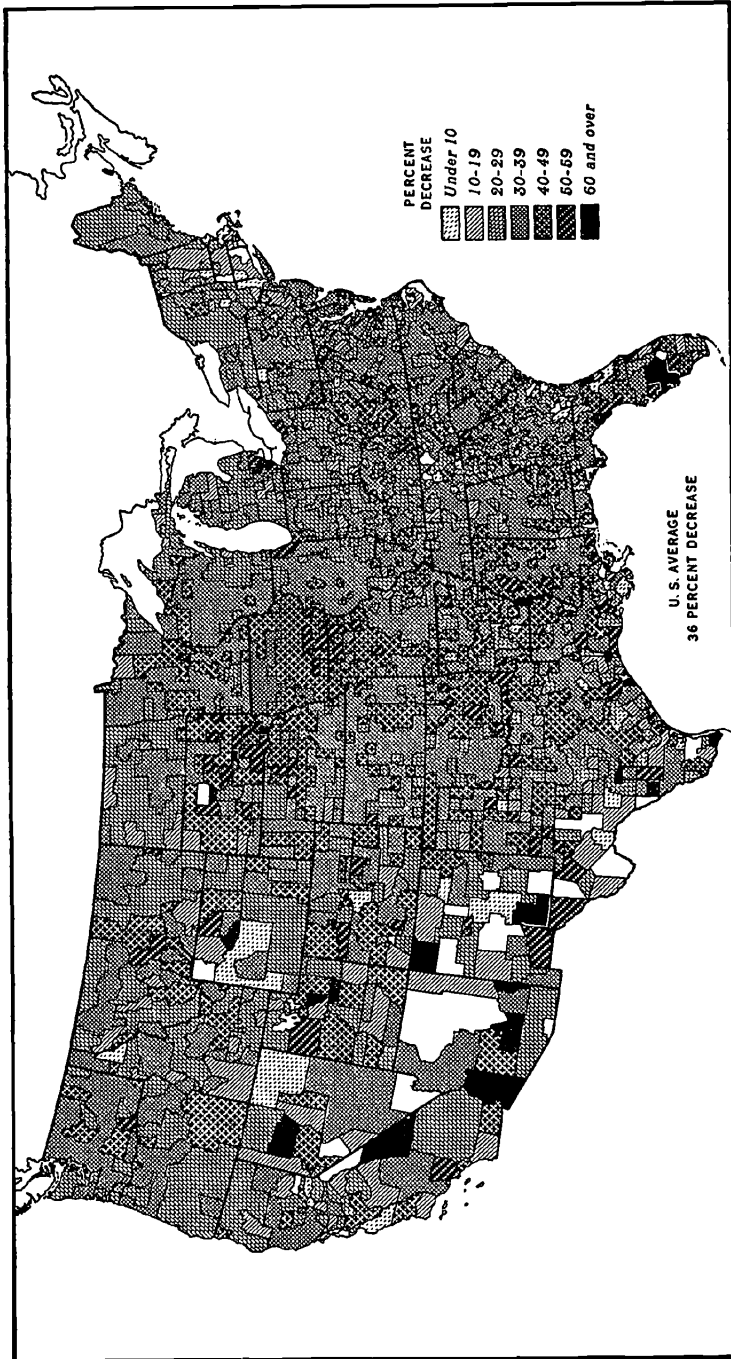 PERCENT
DECREASE
Under 10
10-19
20-29
30-39
40-49
50-59
60 and over
U. S. AVERAGE
36 PERCENT DECREASE